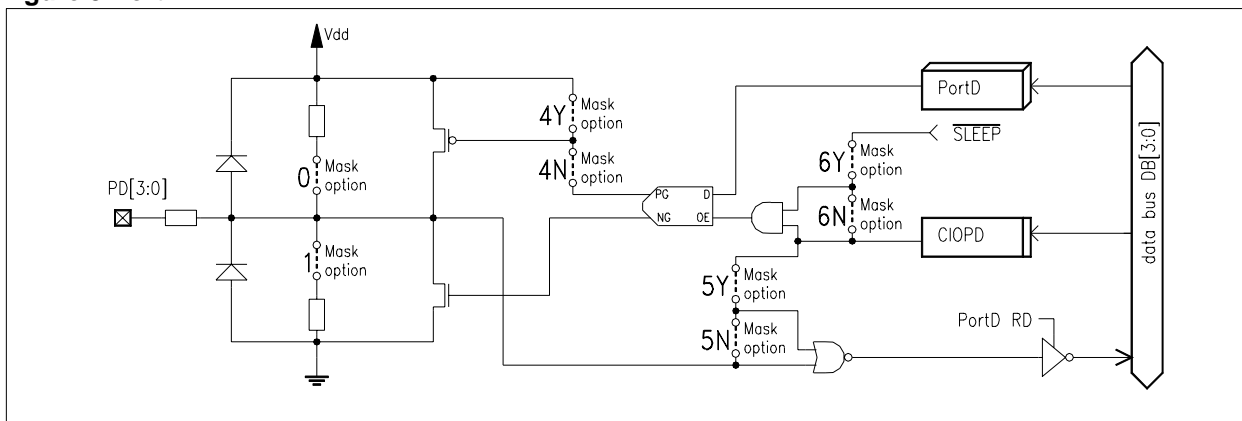 Vdd
PortD
SLEEP
4Y Mask option
4N Mask option
6Y Mask option
6N Mask option
0 Mask option
PD[3:0]
PG D
NG OE
CIOPD
data bus DB[3:0]
1 Mask option
5Y Mask option
5N Mask option
PortD RD